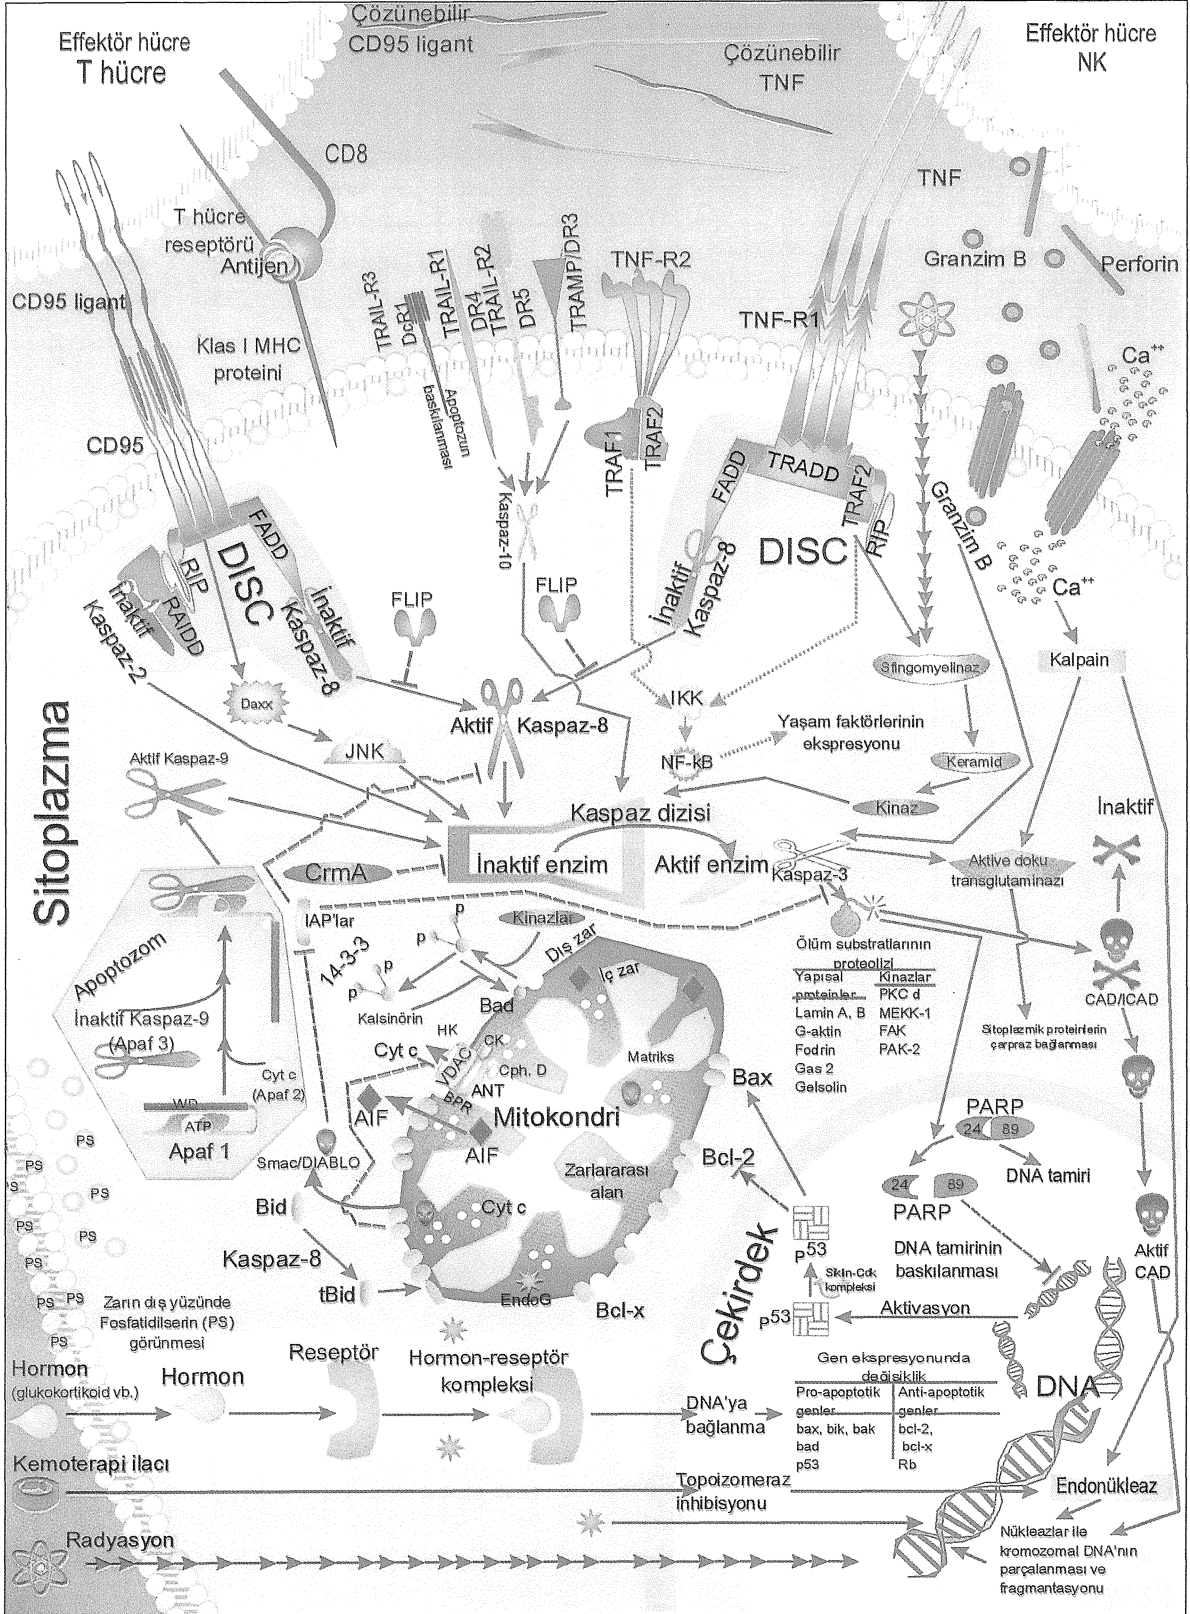 Effektör hücre
T hücre
Çözünebilir
CD95 ligant
Çözünebilir
TNF
Effektör hücre
NK
CD8
T hücre
reseptörü
Antijen
CD95 ligant
Klas I MHC
proteini
CD95
TRAIL-R3
DcR1
TRAIL-R1
DR4
TRAIL-R2
DR5
TRAMP/DR3
Apoptozun
baskılanması
TNF-R2
TRAF1
TRAF2
TNF-R1
TNF
Granzim B
Perforin
Ca++
FADD
DISC
RIP
RAIDD
İnaktif
Kaspaz-2
İnaktif
Kaspaz-8
FLIP
Kaspaz-10
FLIP
FADD
TRADD
TRAF2
RIP
DISC
İnaktif
Kaspaz-8
Granzim B
Ca++
Sfingomyelinaz
Kalpain
Daxx
JNK
Aktif Kaspaz-8
IKK
NF-kB
Yaşam faktörlerinin
ekspresyonu
Keramid
Kinaz
Sitoplazma
Aktif Kaspaz-9
Kaspaz dizisi
İnaktif enzim
Aktif enzim
Kaspaz-3
Aktive doku
transglutaminazı
İnaktif
CrmA
IAP'lar
Kinazlar
p
p
p
14-3-3
Kalsinörin
Bad
Dış zar
İç zar
Ölüm substratlarının
proteolizi
Yapısal
proteinler
Lamin A, B
G-aktin
Fodrin
Gas 2
Gelsolin
Kinazlar
PKC d
MEKK-1
FAK
PAK-2
CAD/ICAD
Sitoplazmik proteinlerin
çarpraz bağlanması
Apoptozom
İnaktif Kaspaz-9
(Apaf 3)
Cyt c
(Apaf 2)
WD
ATP
Apaf 1
HK
Cyt c
VDAC
CK
Cph. D
ANT
BPR
Matriks
Mitokondri
AIF
AIF
Smac/DIABLO
Zarlararası
alan
Cyt c
EndoG
Bax
Bcl-2
Bcl-x
Bid
Kaspaz-8
tBid
PS
PS
PS
PS
PS
PS
PS
PS
PS
PS
Zarın dış yüzünde
Fosfatidilserin (PS)
görünmesi
PARP
24 89
DNA tamiri
24 89
PARP
DNA tamirinin
baskılanması
Aktif
CAD
Çekirdek
P53
Siklin-Cdk
kompleksi
P53
Aktivasyon
DNA
Hormon
(glukokortikoid vb.)
Hormon
Reseptör
Hormon-reseptör
kompleksi
DNA'ya
bağlanma
Gen ekspresyonunda
değisiklik
Pro-apoptotik
genler
bax, bik, bak
bad
p53
Anti-apoptotik
genler
bcl-2,
bcl-x
Rb
Kemoterapi ilacı
Topoizomeraz
inhibisyonu
Endonükleaz
Radyasyon
Nükleazlar ile
kromozomal DNA'nın
parçalanması ve
fragmantasyonu